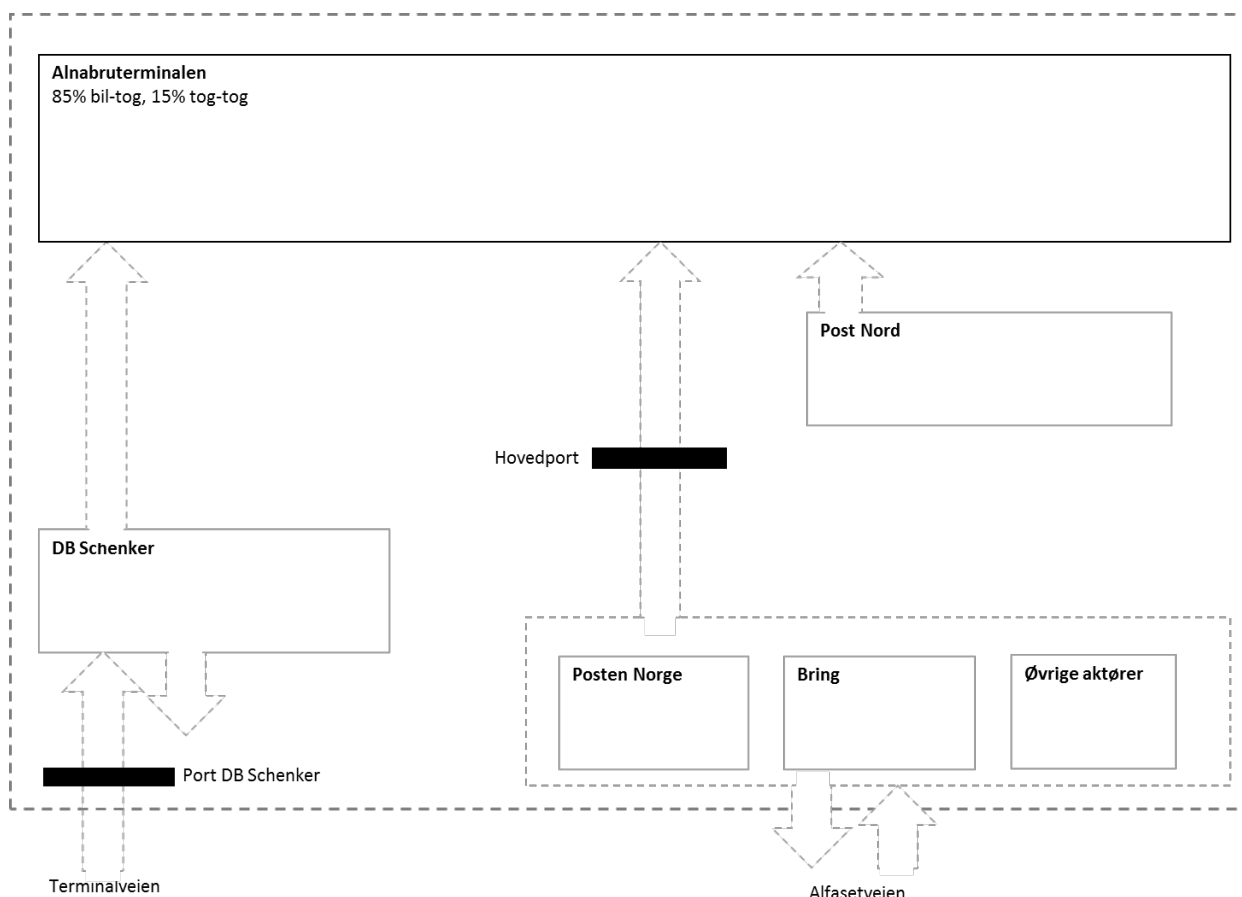 Alnabruterminalen
85% bil-tog, 15% tog-tog
Post Nord
Hovedport
DB Schenker
Posten Norge
Bring
Øvrige aktører
Port DB Schenker
Terminalveien
Alfasetveien